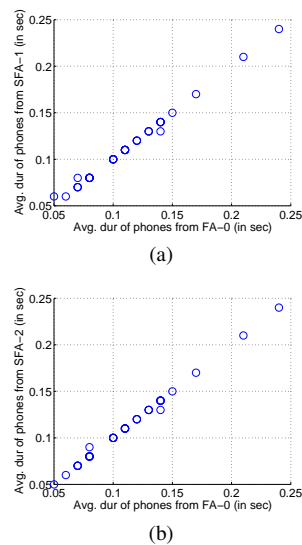 Avg. dur of phones from SFA−1 (in sec)
0.25
0.2
0.15
0.1
0.05
0.05 0.1 0.15 0.2 0.25
Avg. dur of phones from FA−0 (in sec)
(a)
Avg. dur of phones from SFA−2 (in sec)
0.25
0.2
0.15
0.1
0.05
0.05 0.1 0.15 0.2 0.25
Avg. dur of phones from FA−0 (in sec)
(b)